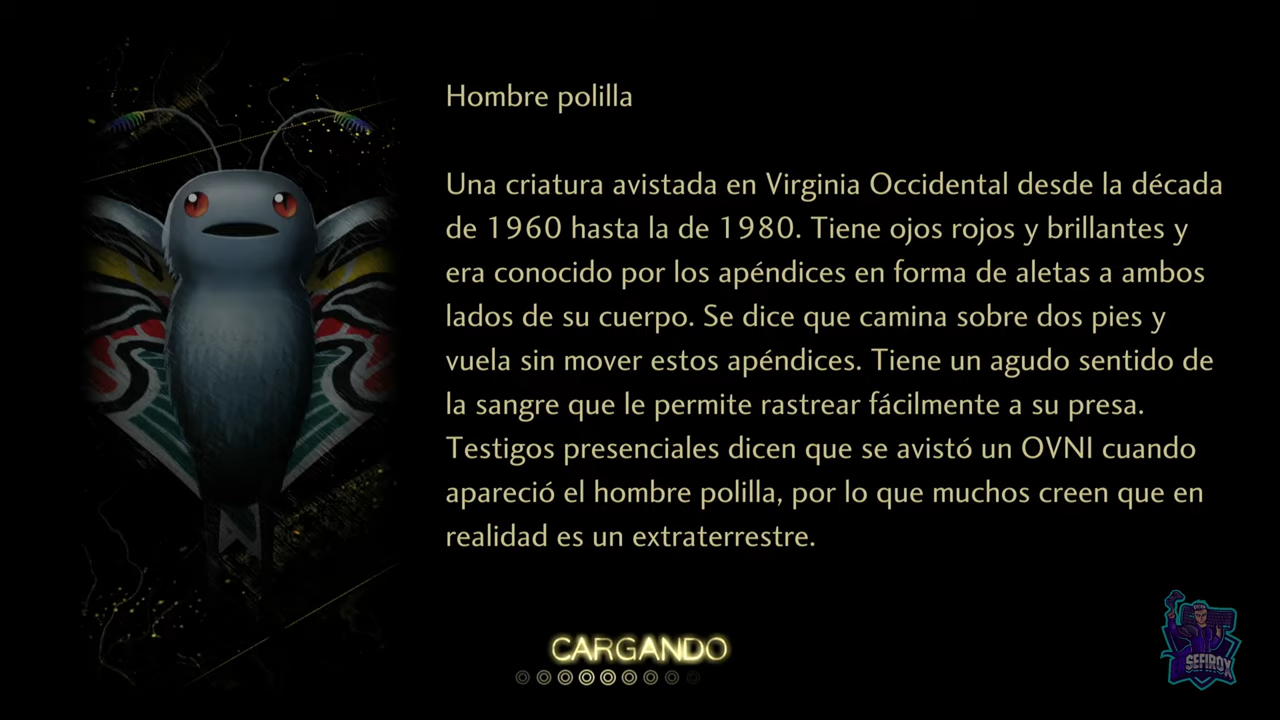 Hombre polilla
Una criatura avistada en Virginia Occidental desde la década
de 1960 hasta la de 1980. Tiene ojos rojos y brillantes y
era conocido por los apéndices en forma de aletas a ambos
lados de su cuerpo. Se dice que camina sobre dos pies y
vuela sin mover estos apéndices. Tiene un agudo sentido de
la sangre que le permite rastrear fácilmente a su presa.
Testigos presenciales dicen que se avistó un OVNI cuando
apareció el hombre polilla, por lo que muchos creen que en
realidad es un extraterrestre.
CARGANDO
SEFIROX